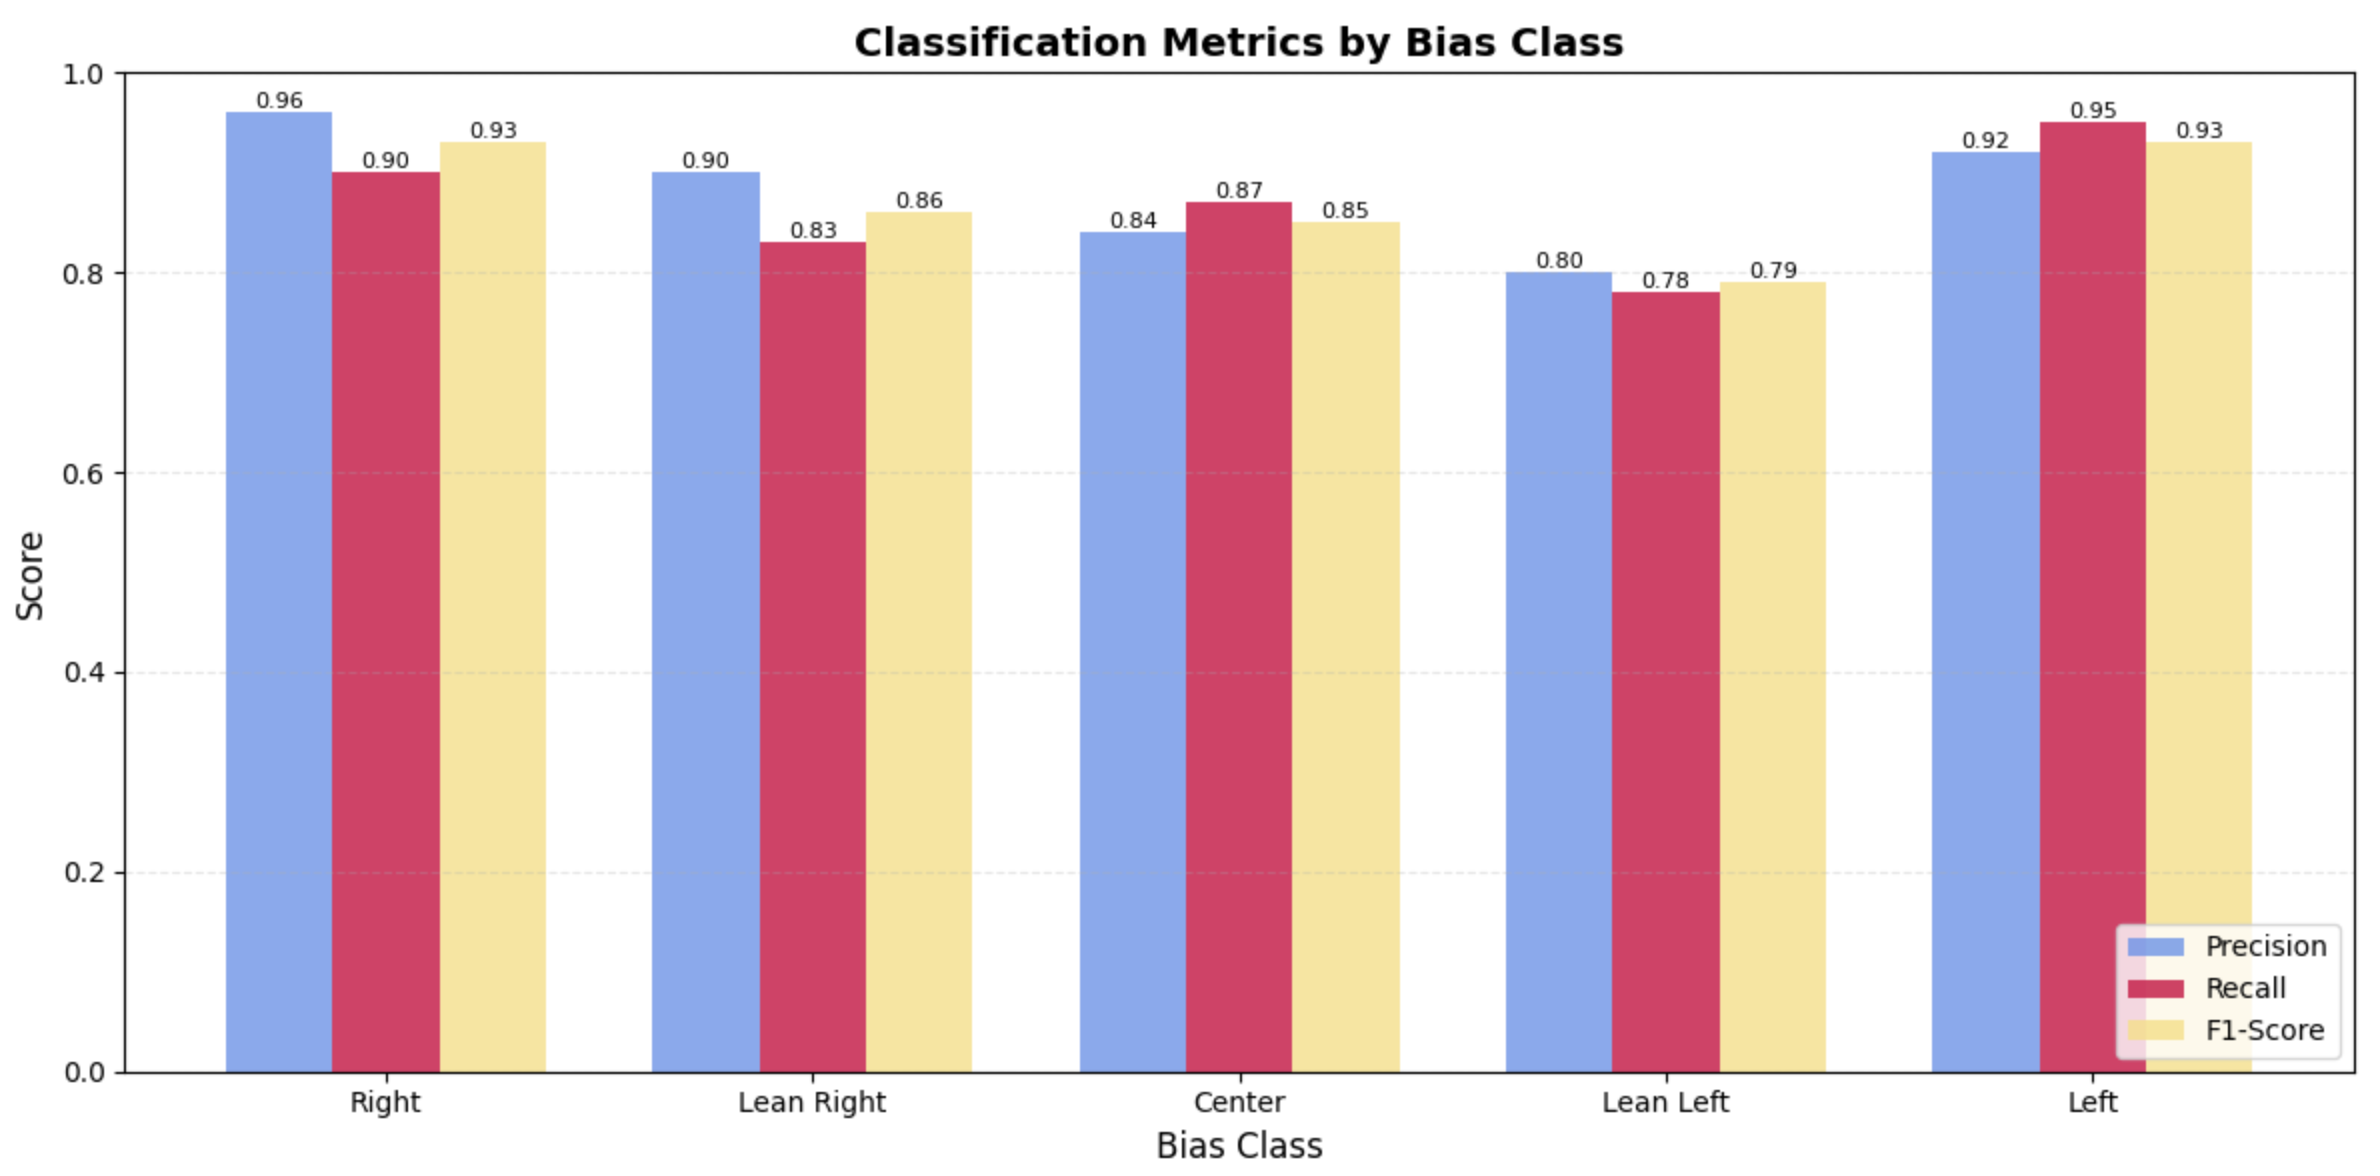 Classification Metrics by Bias Class
1.0
0.8
0.6
0.4
0.2
0.0
Score
0.96
0.90
0.93
0.90
0.83
0.86
0.84
0.87
0.85
0.80
0.78
0.79
0.92
0.95
0.93
Precision
Recall
F1-Score
Right
Lean Right
Center
Lean Left
Left
Bias Class